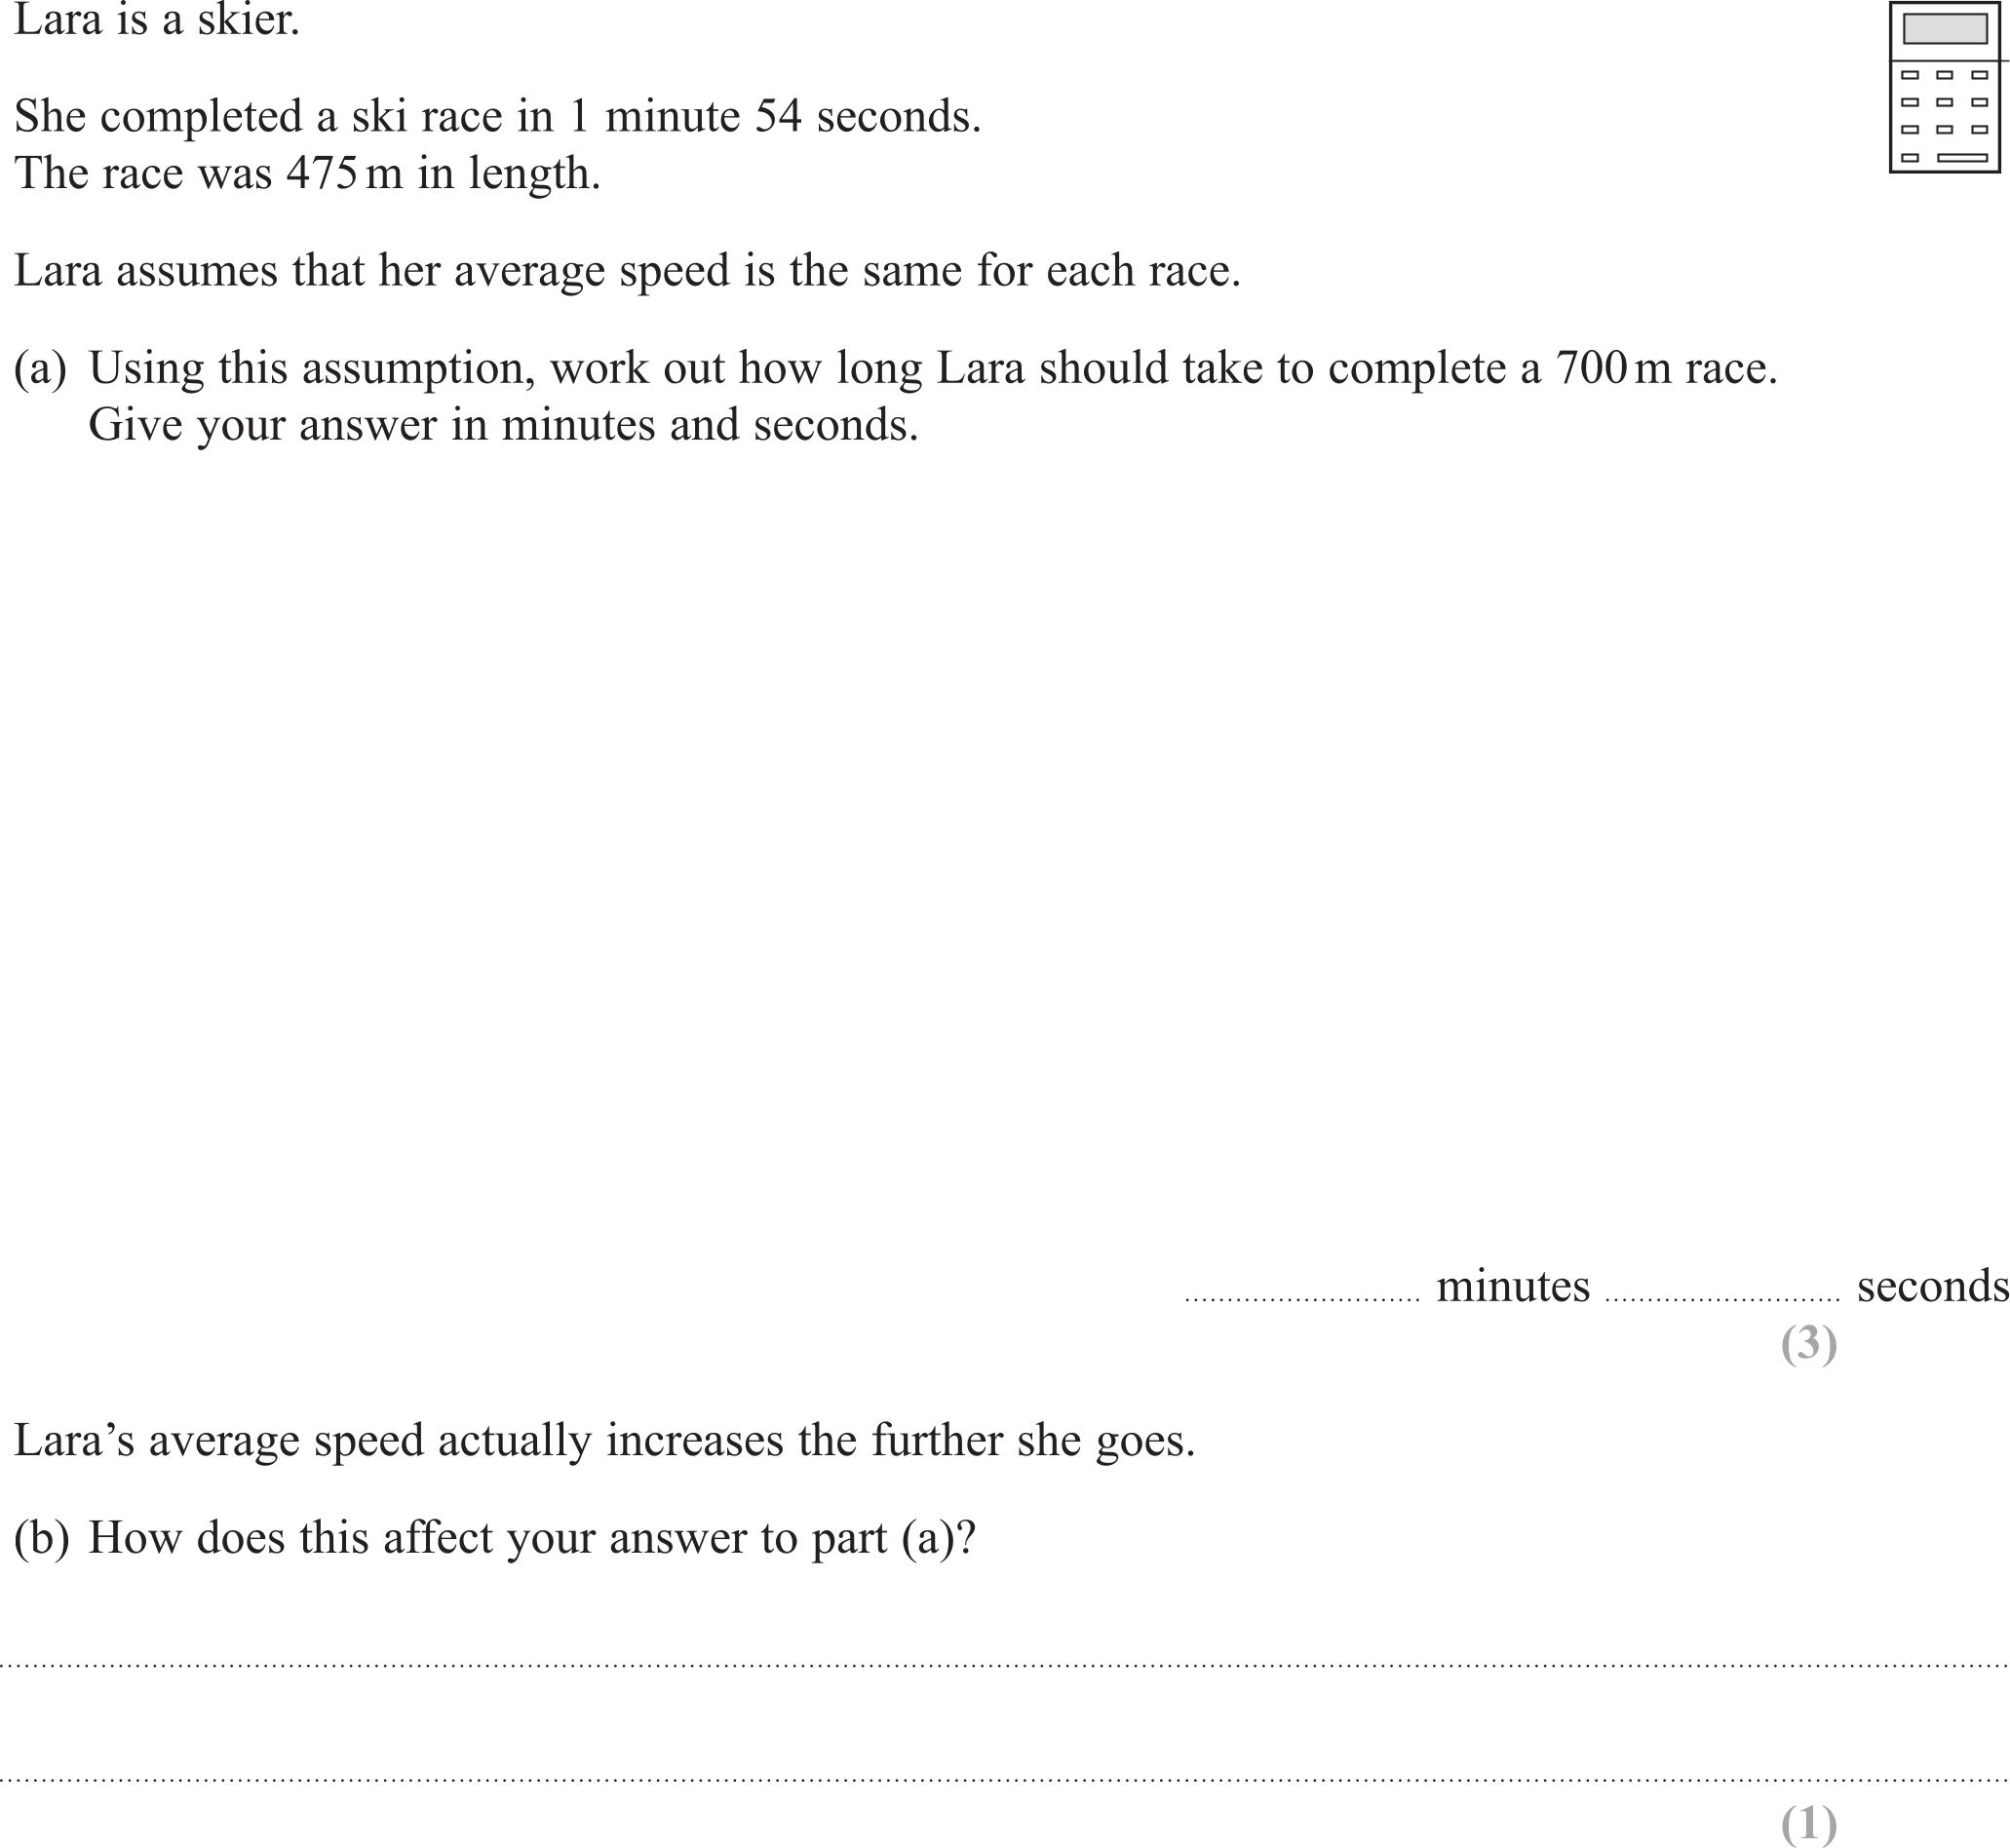 Lara is a skier.
She completed a ski race in 1 minute 54 seconds.
The race was 475 m in length.
Lara assumes that her average speed is the same for each race.
(a) Using this assumption, work out how long Lara should take to complete a 700 m race.
Give your answer in minutes and seconds.
.............................. minutes .............................. seconds
(3)
Lara’s average speed actually increases the further she goes.
(b) How does this affect your answer to part (a)?
(1)